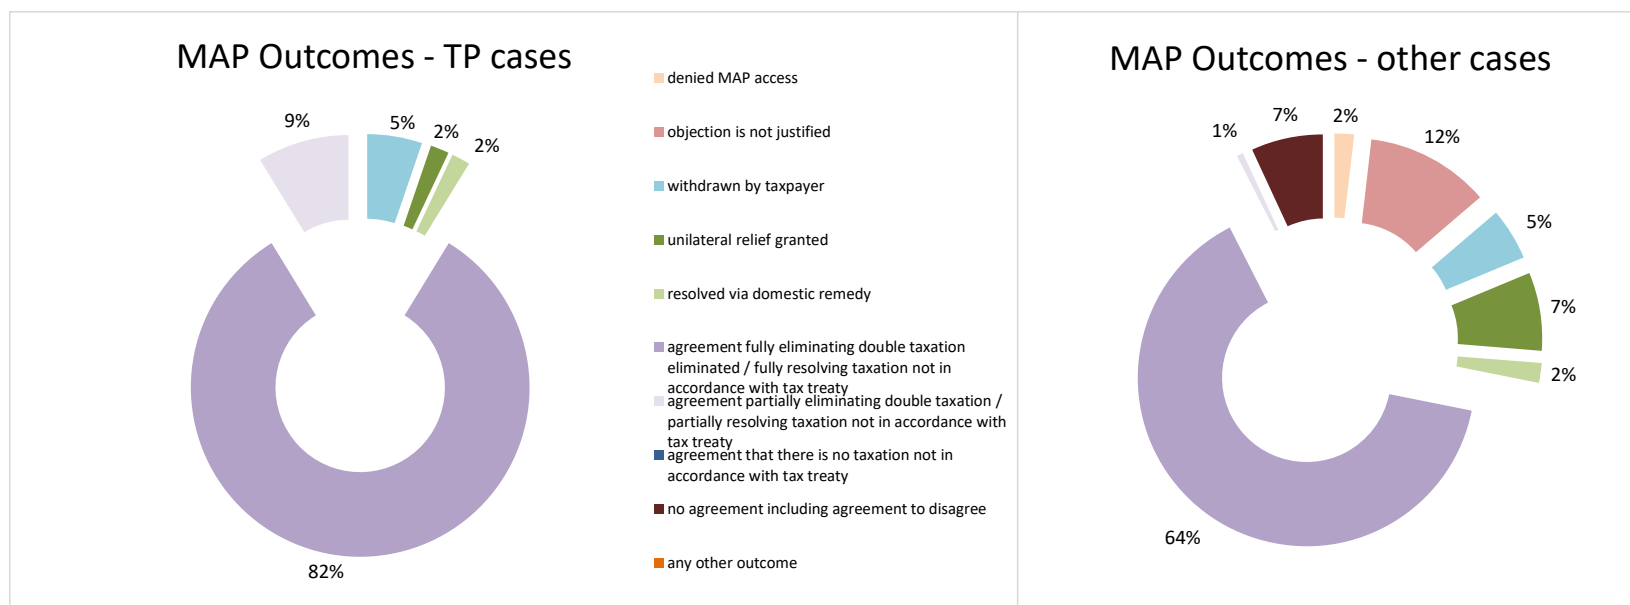 MAP Outcomes - TP cases
9%
5%
2%
2%
82%
denied MAP access
objection is not justified
withdrawn by taxpayer
unilateral relief granted
resolved via domestic remedy
agreement fully eliminating double taxation
eliminated / fully resolving taxation not in
accordance with tax treaty
agreement partially eliminating double taxation /
partially resolving taxation not in accordance with
tax treaty
agreement that there is no taxation not in
accordance with tax treaty
no agreement including agreement to disagree
any other outcome
MAP Outcomes - other cases
1%
7%
2%
12%
5%
7%
2%
64%